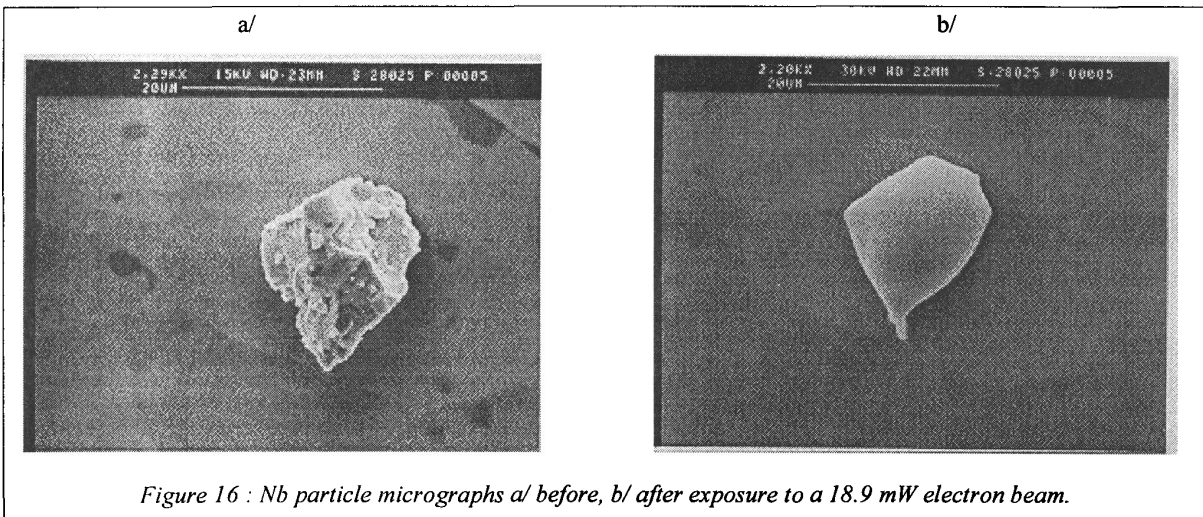 a/
b/
2.29KX 15KV WD:23MM S:28025 P:00005
20UM
2.20KX 30KV WD:22MM S:28025 P:00005
20UM
Figure 16 : Nb particle micrographs a/ before, b/ after exposure to a 18.9 mW electron beam.